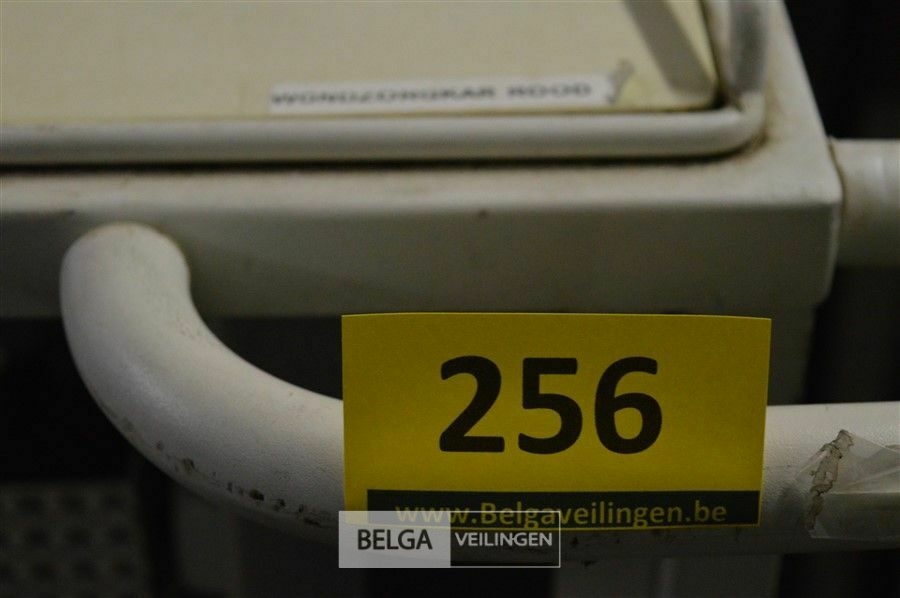 WONDZORGKAR ROOD
256
www.Belgaveilingen.be
BELGA VEILINGEN